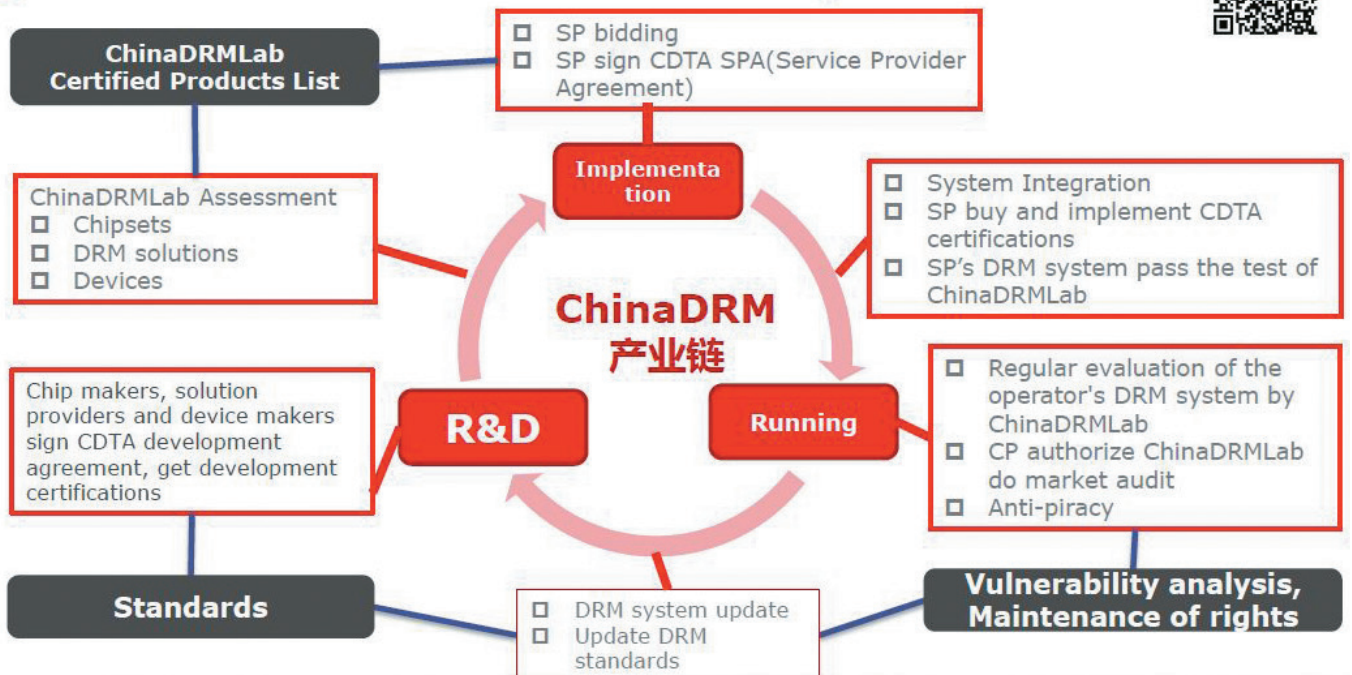 ChinaDRMLab
Certified Products List
SP bidding
SP sign CDTA SPA(Service Provider
Agreement)
Implementa
tion
ChinaDRMLab Assessment
Chipsets
DRM solutions
Devices
System Integration
SP buy and implement CDTA
certifications
SP's DRM system pass the test of
ChinaDRMLab
ChinaDRM
产业链
Chip makers, solution
providers and device makers
sign CDTA development
agreement, get development
certifications
R&D
Running
Regular evaluation of the
operator's DRM system by
ChinaDRMLab
CP authorize ChinaDRMLab
do market audit
Anti-piracy
Standards
DRM system update
Update DRM
standards
Vulnerability analysis,
Maintenance of rights